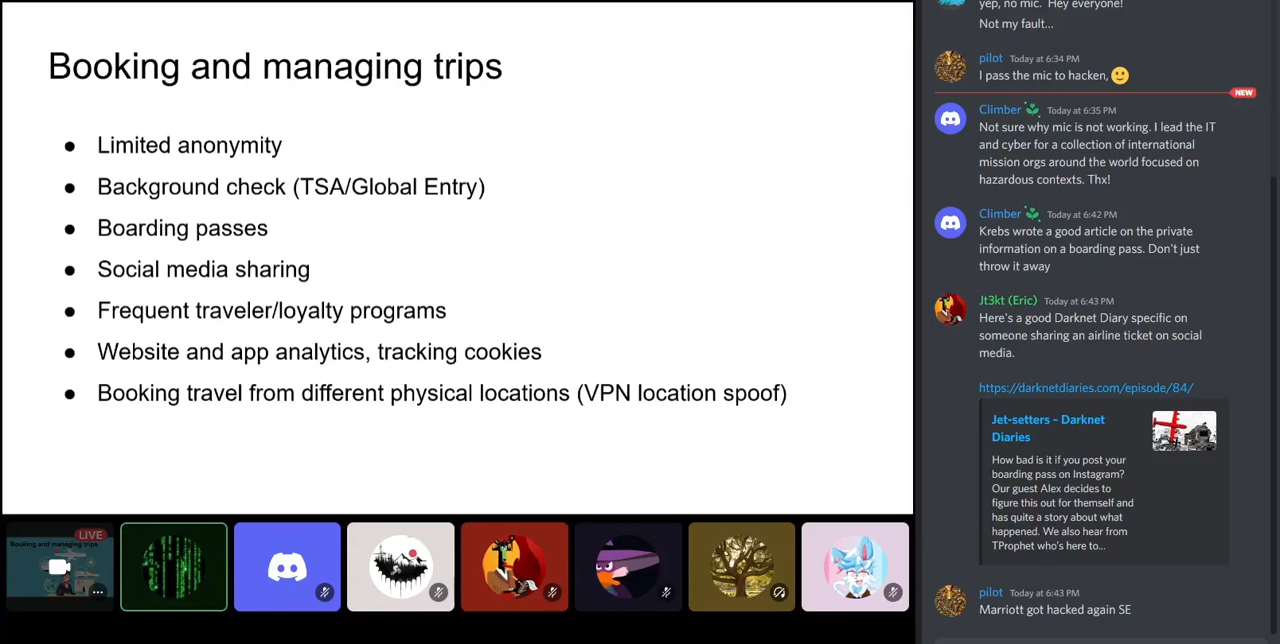 Booking and managing trips
● Limited anonymity
● Background check (TSA/Global Entry)
● Boarding passes
● Social media sharing
● Frequent traveler/loyalty programs
● Website and app analytics, tracking cookies
● Booking travel from different physical locations (VPN location spoof)
LIVE
Booking and managing trips
yep, no mic. Hey everyone!
Not my fault...
pilot Today at 6:34 PM
I pass the mic to hacken, 🙂
NEW
Climber Today at 6:35 PM
Not sure why mic is not working. I lead the IT
and cyber for a collection of international
mission orgs around the world focused on
hazardous contexts. Thx!
Climber Today at 6:42 PM
Krebs wrote a good article on the private
information on a boarding pass. Don't just
throw it away
Jt3kt (Eric) Today at 6:43 PM
Here's a good Darknet Diary specific on
someone sharing an airline ticket on social
media.
https://darknetdiaries.com/episode/84/
Jet-setters – Darknet
Diaries
How bad is it if you post your
boarding pass on Instagram?
Our guest Alex decides to
figure this out for themself and
has quite a story about what
happened. We also hear from
TProphet who's here to...
pilot Today at 6:43 PM
Marriott got hacked again SE